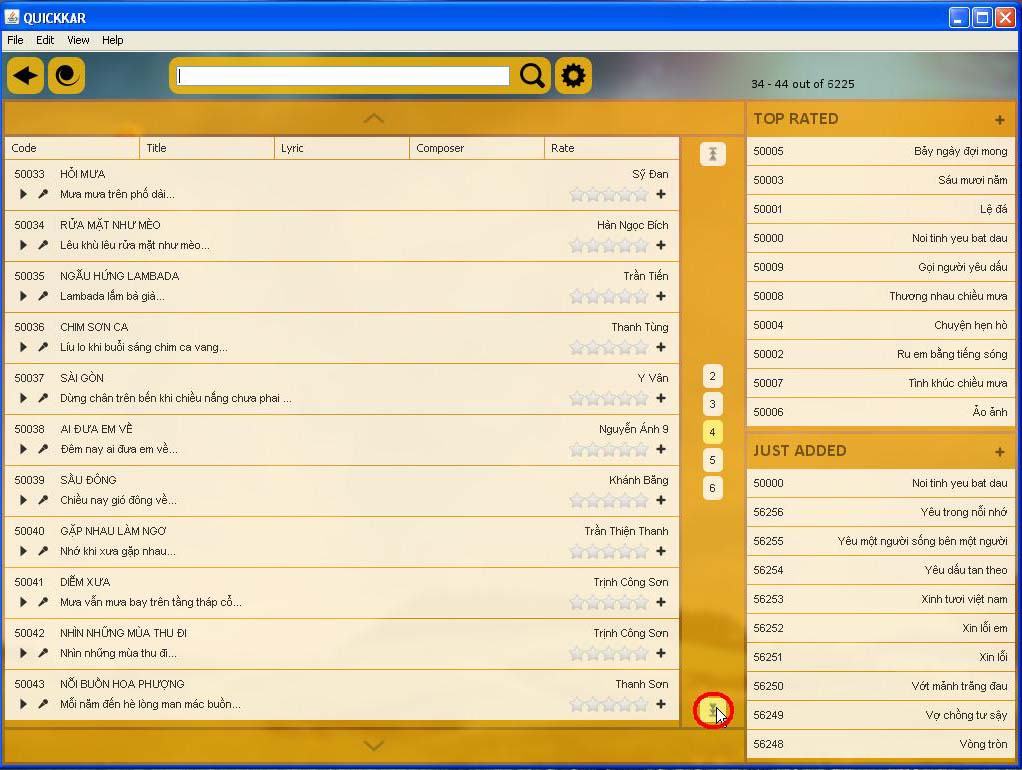 QUICKKAR
File Edit View Help
34 - 44 out of 6225
Code Title Lyric Composer Rate
50033 HỎI MƯA Sỹ Đan
Mưa mưa trên phố dài...
50034 RỬA MẶT NHƯ MÈO Hàn Ngọc Bích
Lêu khù lêu rửa mặt như mèo...
50035 NGẪU HỨNG LAMBADA Trần Tiến
Lambada lắm bà già...
50036 CHIM SƠN CA Thanh Tùng
Líu lo khi buổi sáng chim ca vang...
50037 SÀI GÒN Y Vân
Dừng chân trên bến khi chiều nắng chưa phai ...
50038 AI ĐƯA EM VỀ Nguyễn Ánh 9
Đêm nay ai đưa em về...
50039 SẦU ĐÔNG Khánh Băng
Chiều nay gió đông về...
50040 GẶP NHAU LÀM NGƠ Trần Thiện Thanh
Nhớ khi xưa gặp nhau...
50041 DIỄM XƯA Trịnh Công Sơn
Mưa vẫn mưa bay trên tầng tháp cổ...
50042 NHÌN NHỮNG MÙA THU ĐI Trịnh Công Sơn
Nhìn những mùa thu đi...
50043 NỖI BUỒN HOA PHƯỢNG Thanh Sơn
Mỗi năm đến hè lòng man mác buồn...
2
3
4
5
6
TOP RATED +
50005 Bảy ngày đợi mong
50003 Sáu mươi năm
50001 Lệ đá
50000 Noi tinh yeu bat dau
50009 Gọi người yêu dấu
50008 Thương nhau chiều mưa
50004 Chuyện hẹn hò
50002 Ru em bằng tiếng sóng
50007 Tình khúc chiều mưa
50006 Ảo ảnh
JUST ADDED +
50000 Noi tinh yeu bat dau
56256 Yêu trong nỗi nhớ
56255 Yêu một người sống bên một người
56254 Yêu dấu tan theo
56253 Xinh tươi việt nam
56252 Xin lỗi em
56251 Xin lỗi
56250 Vớt mảnh trăng đau
56249 Vợ chồng tư sậy
56248 Vòng tròn